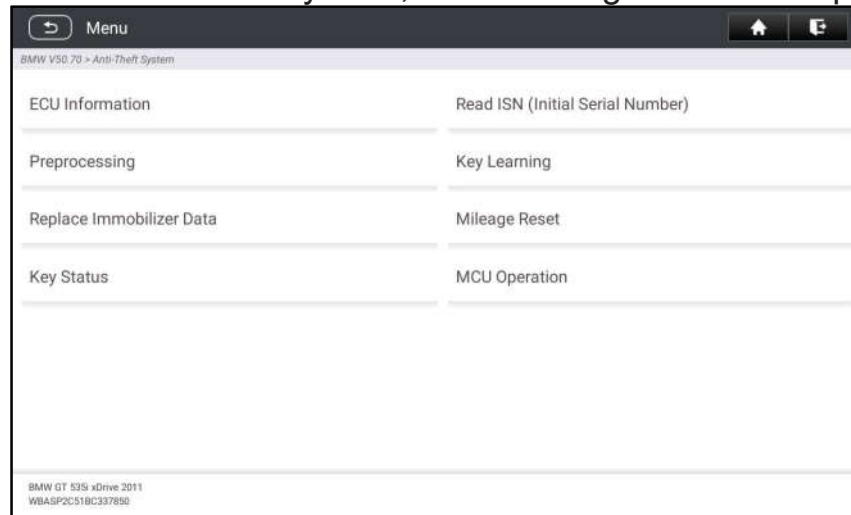 Menu
BMW V50.70 > Anti-Theft System
ECU Information
Read ISN (Initial Serial Number)
Preprocessing
Key Learning
Replace Immobilizer Data
Mileage Reset
Key Status
MCU Operation
BMW GT 535i xDrive 2011
WBASP2C51BC337850